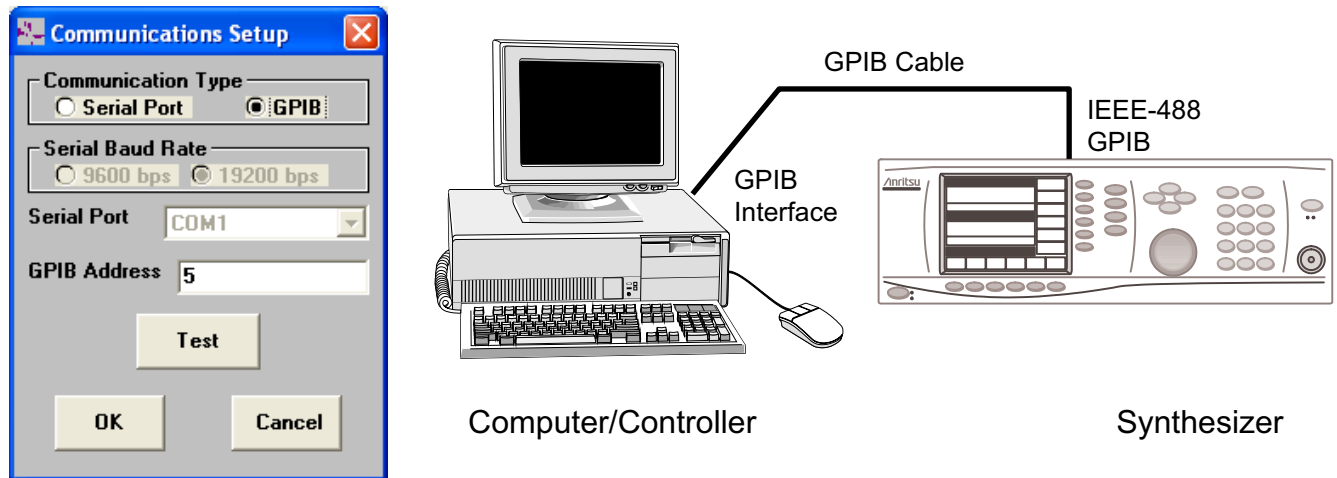 Communications Setup
Communication Type
Serial Port GPIB
Serial Baud Rate
9600 bps 19200 bps
Serial Port COM1
GPIB Address 5
Test
OK Cancel
GPIB Cable
IEEE-488
GPIB
GPIB
Interface
Anritsu
Computer/Controller
Synthesizer